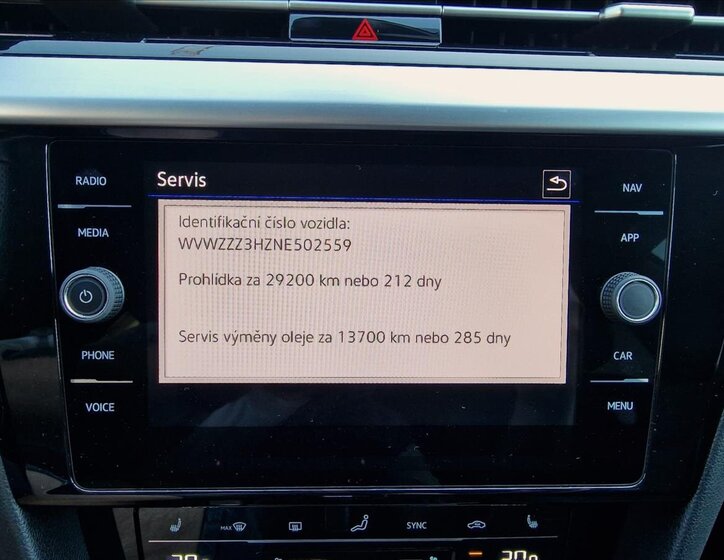 RADIO
MEDIA
PHONE
VOICE
Servis
Identifikační číslo vozidla:
WVWZZZ3HZNE502559
Prohlídka za 29200 km nebo 212 dny
Servis výměny oleje za 13700 km nebo 285 dny
NAV
APP
CAR
MENU
MAX
SYNC